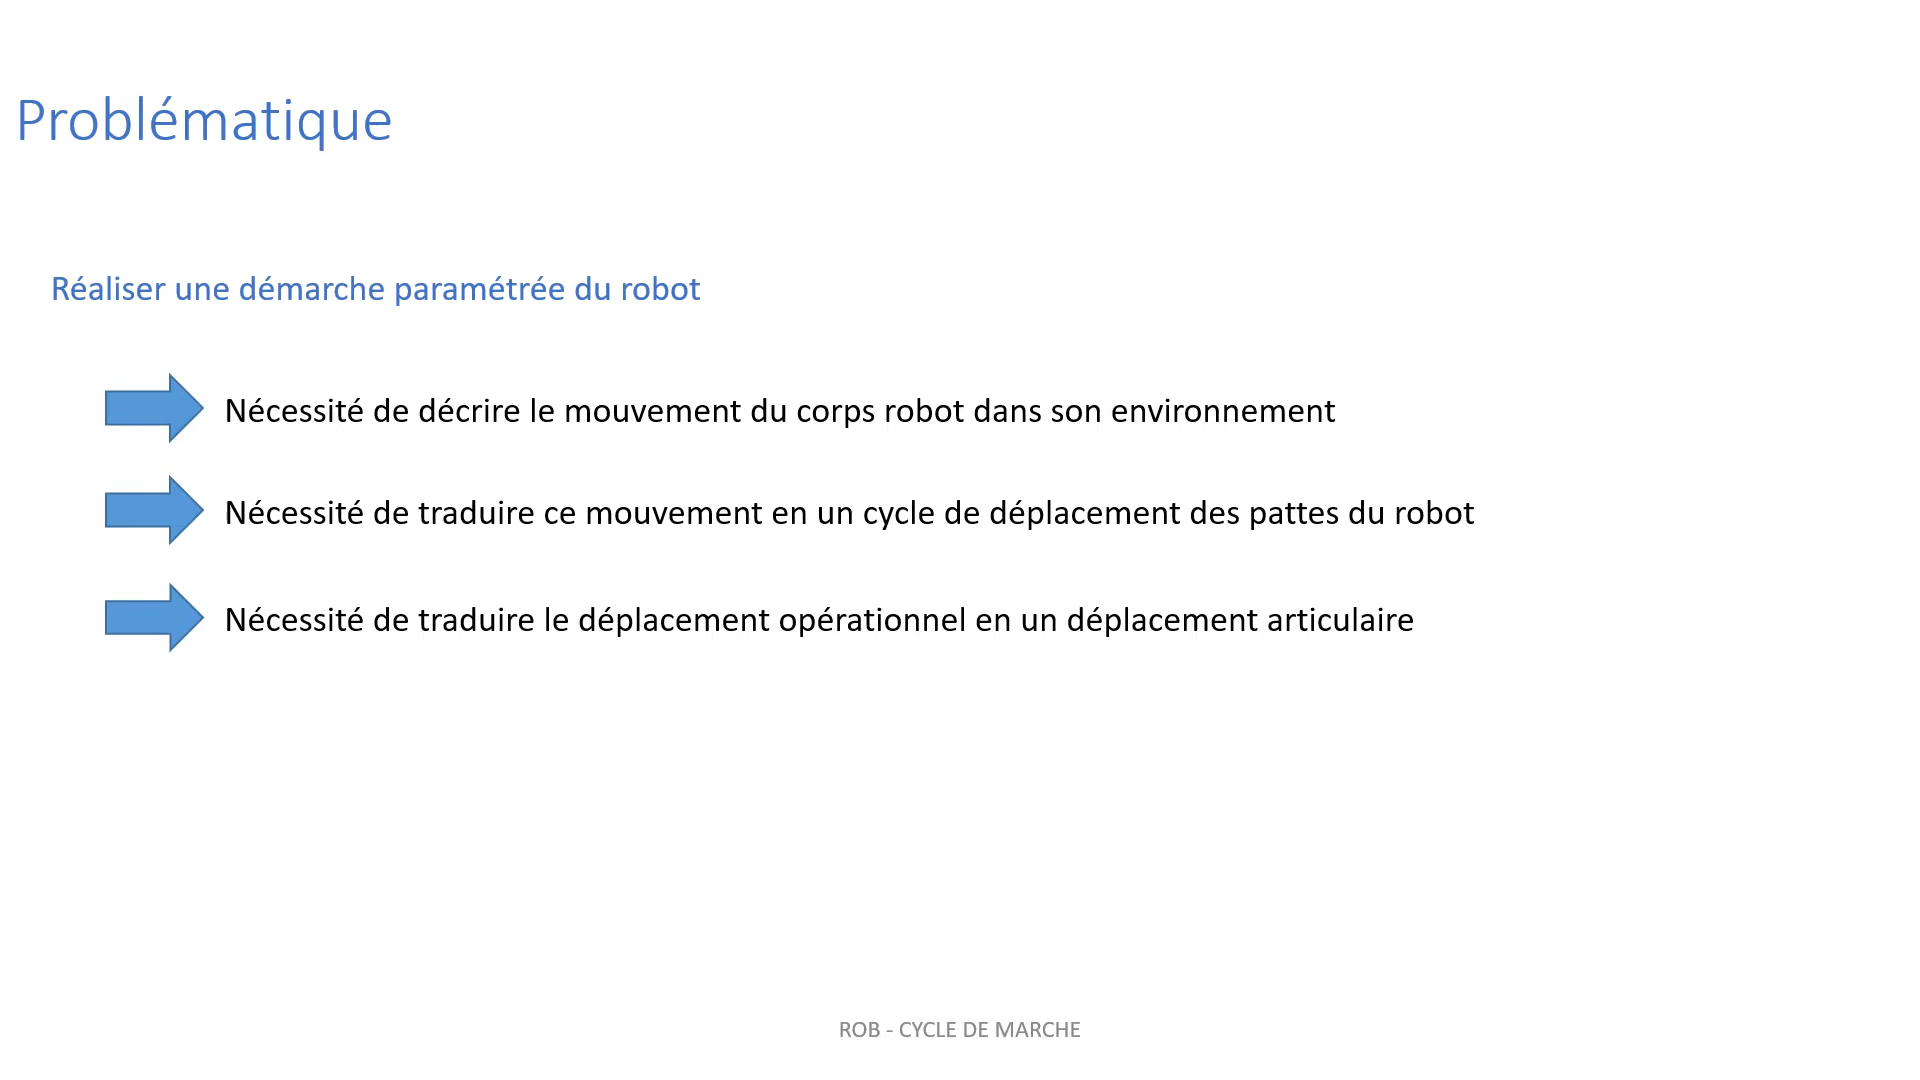 Problématique
Réaliser une démarche paramétrée du robot
Nécessité de décrire le mouvement du corps robot dans son environnement
Nécessité de traduire ce mouvement en un cycle de déplacement des pattes du robot
Nécessité de traduire le déplacement opérationnel en un déplacement articulaire
ROB - CYCLE DE MARCHE